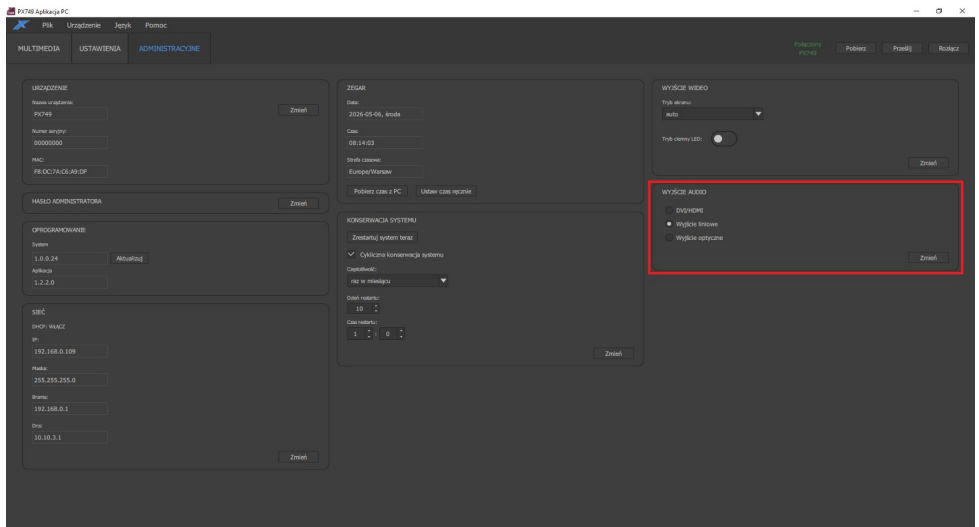 PX749 Aplikacja PC
Plik Urządzenie Język Pomoc
MULTIMEDIA USTAWIENIA ADMINISTRACYJNE
Połączony
PX749
Pobierz Prześlij Rozłącz
URZĄDZENIE
Nazwa urządzenia:
PX749
Zmień
Numer seryjny:
00000000
MAC:
F8:DC:7A:C6:A9:DF
HASŁO ADMINISTRATORA
Zmień
OPROGRAMOWANIE
System
1.0.0.24 Aktualizuj
Aplikacja
1.2.2.0
SIEĆ
DHCP: WŁĄCZ
IP:
192.168.0.109
Maska:
255.255.255.0
Brama:
192.168.0.1
Dns:
10.10.3.1
Zmień
ZEGAR
Data:
2026-05-06, środa
Czas:
08:14:03
Strefa czasowa:
Europe/Warsaw
Pobierz czas z PC Ustaw czas ręcznie
KONSERWACJA SYSTEMU
Zrestartuj system teraz
Cykliczna konserwacja systemu
Częstotliwość:
raz w miesiącu
Dzień restartu:
10
Czas restartu:
1 : 0
Zmień
WYJŚCIE WIDEO
Tryb ekranu:
auto
Tryb ciemny LED:
Zmień
WYJŚCIE AUDIO
DVI/HDMI
Wyjście liniowe
Wyjście optyczne
Zmień